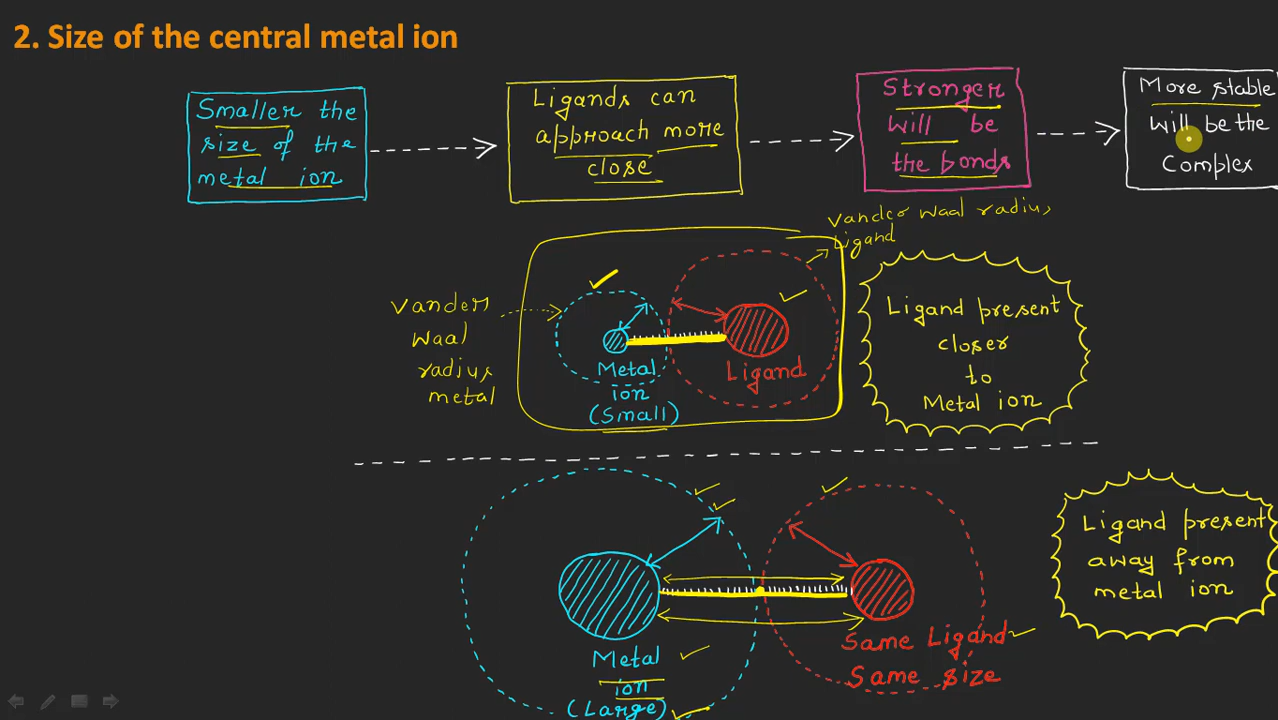 2. Size of the central metal ion
Smaller the
size of the
metal ion
Ligands can
approach more
close
Stronger
will be
the bonds
More stable
will be the
Complex
Vander waal radius,
Ligand
Vander
waal
radius,
metal
Metal
ion
(Small)
Ligand
Ligand present
closer
to
Metal ion
Metal
ion
(Large)
Same Ligand
Same size
Ligand present
away from
metal ion